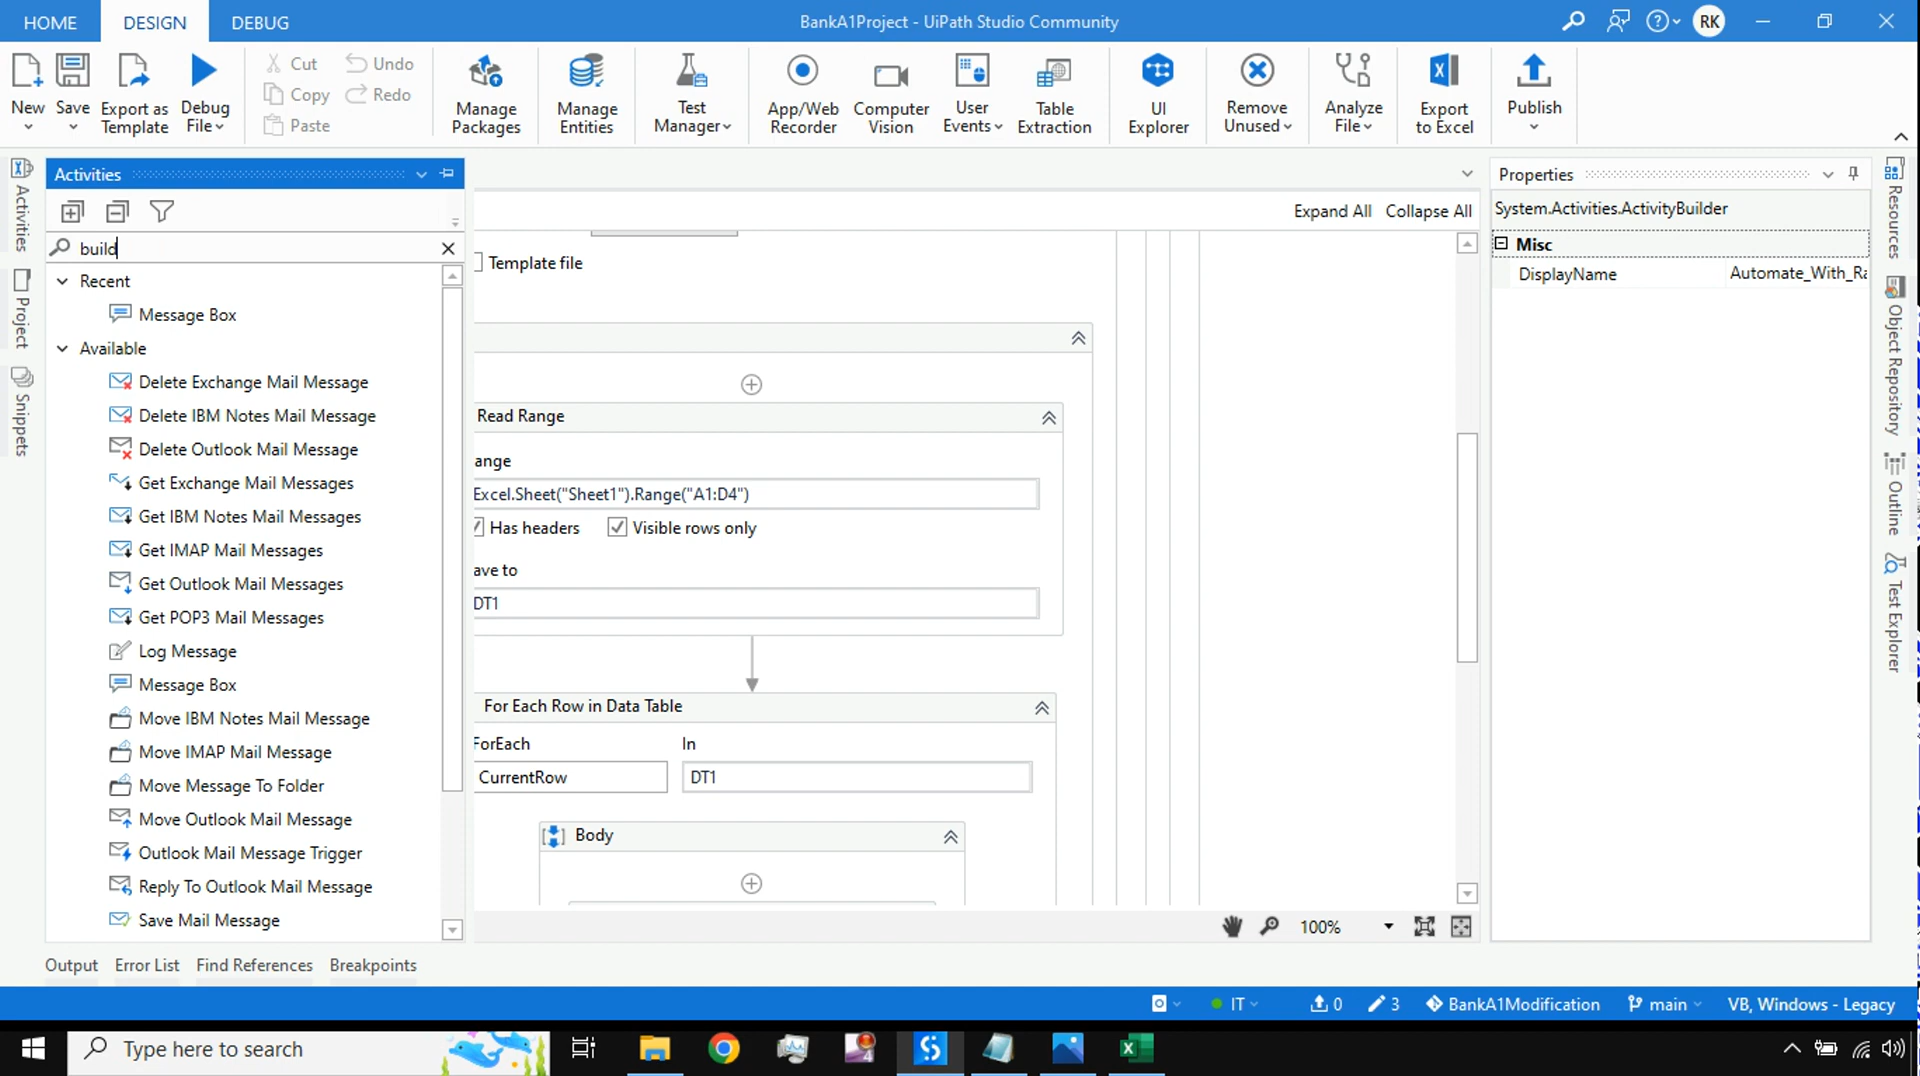 HOME
DESIGN
DEBUG
BankA1Project - UiPath Studio Community
RK
New
Save
Export as Template
Debug File
Cut
Copy
Paste
Undo
Redo
Manage Packages
Manage Entities
Test Manager
App/Web Recorder
Computer Vision
User Events
Table Extraction
UI Explorer
Remove Unused
Analyze File
Export to Excel
Publish
Activities
Project
Snippets
Activities
build
Recent
Message Box
Available
Delete Exchange Mail Message
Delete IBM Notes Mail Message
Delete Outlook Mail Message
Get Exchange Mail Messages
Get IBM Notes Mail Messages
Get IMAP Mail Messages
Get Outlook Mail Messages
Get POP3 Mail Messages
Log Message
Message Box
Move IBM Notes Mail Message
Move IMAP Mail Message
Move Message To Folder
Move Outlook Mail Message
Outlook Mail Message Trigger
Reply To Outlook Mail Message
Save Mail Message
Expand All Collapse All
Template file
Read Range
ange
Excel.Sheet("Sheet1").Range("A1:D4")
Has headers
Visible rows only
ave to
DT1
For Each Row in Data Table
ForEach
In
CurrentRow
DT1
Body
100%
Properties
System.Activities.ActivityBuilder
Misc
DisplayName
Automate_With_Ra
Resources
Object Repository
Outline
Test Explorer
Output
Error List
Find References
Breakpoints
IT
0
3
BankA1Modification
main
VB, Windows - Legacy
Type here to search
4